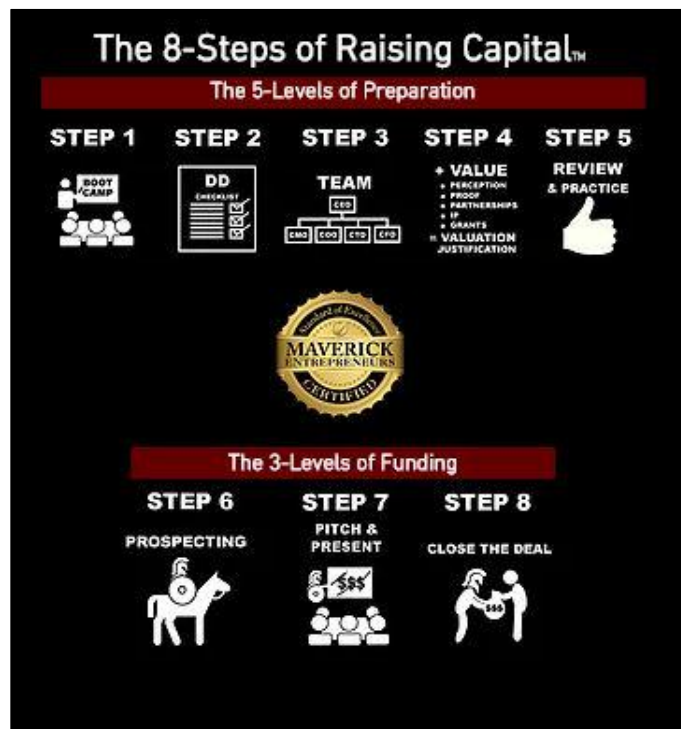 The 8-Steps of Raising Capital™
The 5-Levels of Preparation
STEP 1
BOOT
CAMP
STEP 2
DD
CHECKLIST
STEP 3
TEAM
CEO
CMO COO CTO CFO
STEP 4
+ VALUE
PERCEPTION
PROOF
PARTNERSHIPS
IP
GRANTS
= VALUATION
JUSTIFICATION
STEP 5
REVIEW
& PRACTICE
Standard of Excellence
MAVERICK
ENTREPRENEURS
CERTIFIED
The 3-Levels of Funding
STEP 6
PROSPECTING
STEP 7
PITCH &
PRESENT
$$$
STEP 8
CLOSE THE DEAL
$$$